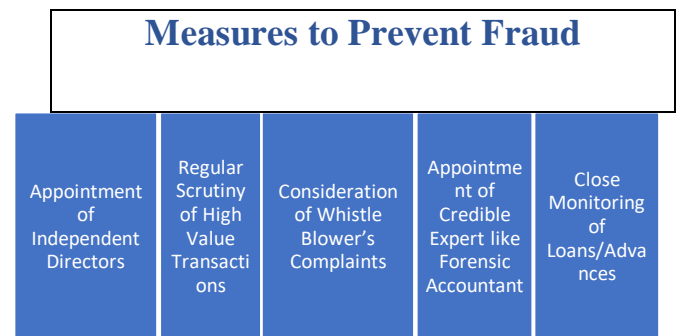 Measures to Prevent Fraud
Appointment
of
Independent
Directors
Regular
Scrutiny
of High
Value
Transacti
ons
Consideration
of Whistle
Blower's
Complaints
Appointme
nt of
Credible
Expert like
Forensic
Accountant
Close
Monitoring
of
Loans/Adva
nces